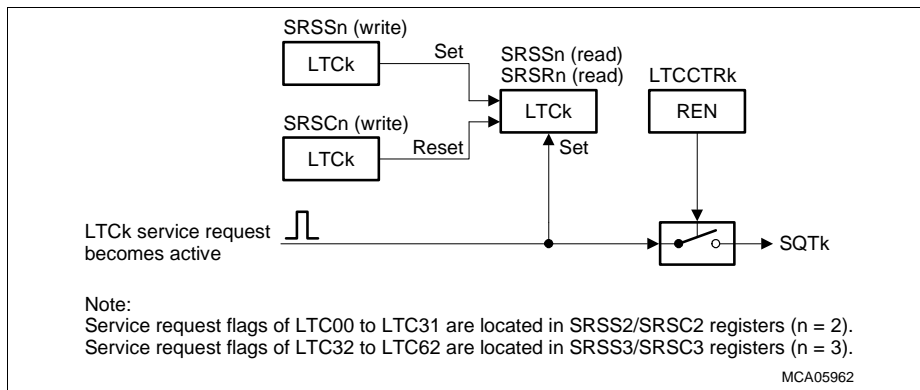 SRSSn (write)
LTCk
Set
SRSSn (read)
SRSRn (read)
LTCk
LTCCTRk
REN
SRSCn (write)
LTCk
Reset
Set
LTCk service request
becomes active
SQTk
Note:
Service request flags of LTC00 to LTC31 are located in SRSS2/SRSC2 registers (n = 2).
Service request flags of LTC32 to LTC62 are located in SRSS3/SRSC3 registers (n = 3).
MCA05962